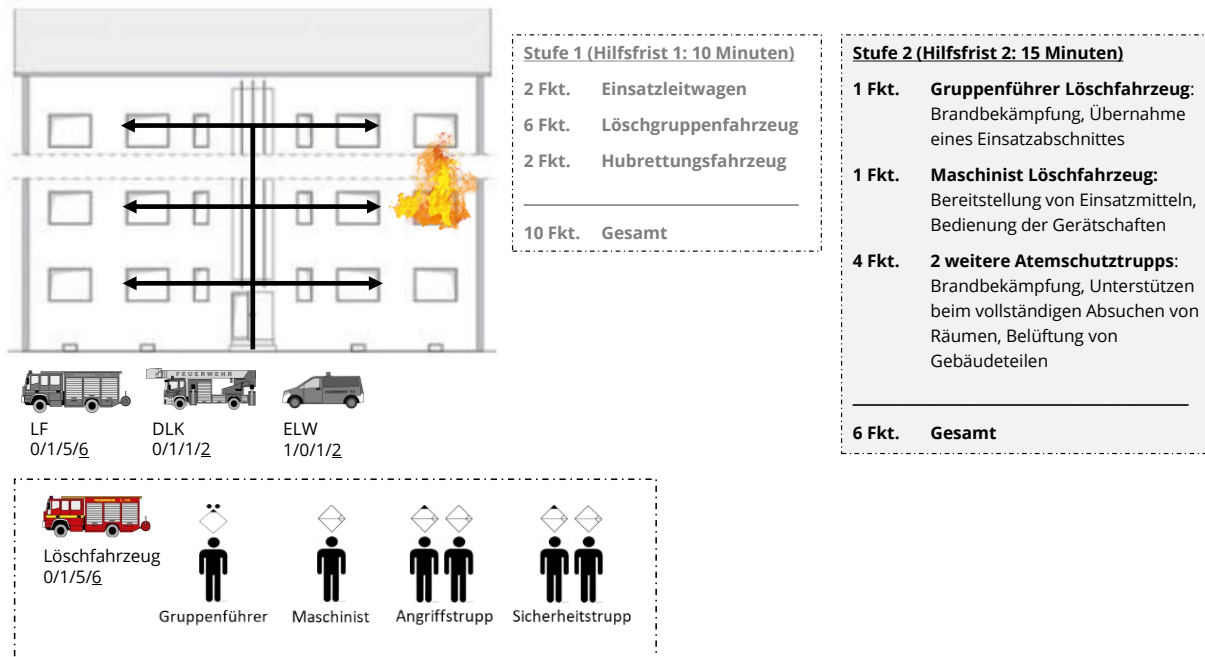 Stufe 1 (Hilfsfrist 1: 10 Minuten)
2 Fkt. Einsatzleitwagen
6 Fkt. Löschgruppenfahrzeug
2 Fkt. Hubrettungsfahrzeug
10 Fkt. Gesamt
Stufe 2 (Hilfsfrist 2: 15 Minuten)
1 Fkt. Gruppenführer Löschfahrzeug:
Brandbekämpfung, Übernahme
eines Einsatzabschnittes
1 Fkt. Maschinist Löschfahrzeug:
Bereitstellung von Einsatzmitteln,
Bedienung der Gerätschaften
4 Fkt. 2 weitere Atemschutztrupps:
Brandbekämpfung, Unterstützen
beim vollständigen Absuchen von
Räumen, Belüftung von
Gebäudeteilen
6 Fkt. Gesamt
FEUERWEHR
LF
0/1/5/6
DLK
0/1/1/2
ELW
1/0/1/2
Löschfahrzeug
0/1/5/6
Gruppenführer
Maschinist
Angriffstrupp
Sicherheitstrupp